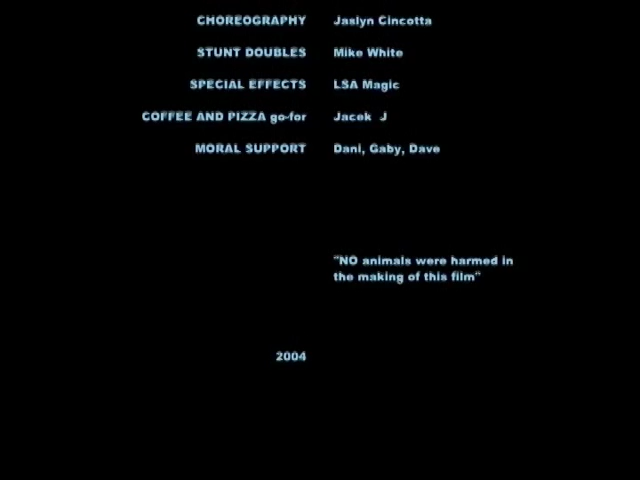 CHOREOGRAPHY Jaslyn Cincotta
STUNT DOUBLES Mike White
SPECIAL EFFECTS LSA Magic
COFFEE AND PIZZA go-for Jacek J
MORAL SUPPORT Dani, Gaby, Dave
"NO animals were harmed in
the making of this film"
2004